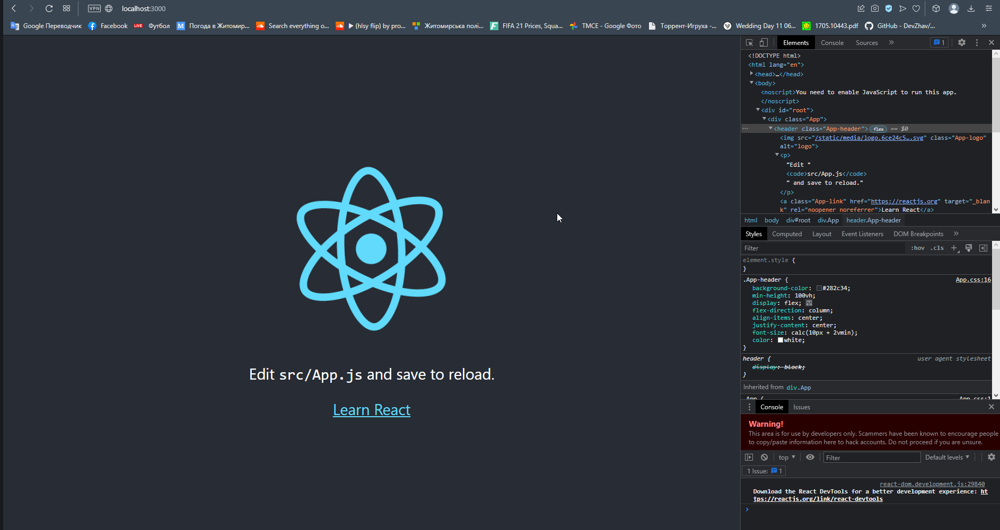 VPN localhost:3000
Google Переводчик Facebook LIVE Футбол M Погода в Житомир... Search everything o... ▶ (hlsy flip) by pro... Житомирська полі... FIFA 21 Prices, Squa... TMCE - Google Фото Торрент-Игруха -... Wedding Day 11 06... 1705.10443.pdf GitHub - DevZhav/... »
Edit src/App.js and save to reload.
Learn React
Elements Console Sources » 1
<!DOCTYPE html>
<html lang="en">
<head>…</head>
<body>
<noscript>You need to enable JavaScript to run this app.
</noscript>
<div id="root">
<div class="App">
<header class="App-header"> flex == $0
<img src="/static/media/logo.6ce24c5….svg" class="App-logo"
alt="logo">
<p>
"Edit "
<code>src/App.js</code>
" and save to reload."
</p>
<a class="App-link" href="https://reactjs.org" target="_blan
k" rel="noopener noreferrer">Learn React</a>
html body div#root div.App header.App-header
Styles Computed Layout Event Listeners DOM Breakpoints »
Filter :hov .cls +
element.style {
}
.App-header { App.css:16
background-color: #282c34;
min-height: 100vh;
display: flex;
flex-direction: column;
align-items: center;
justify-content: center;
font-size: calc(10px + 2vmin);
color: white;
}
header { user agent stylesheet
display: block;
}
Inherited from div.App
.App { App.css:1
Console Issues
Warning!
This area is for use by developers only. Scammers have been known to encourage people
to copy/paste information here to hack accounts. Do not proceed if you are unsure.
top ▼ Filter Default levels ▼
1 Issue: 1
react-dom.development.js:29840
Download the React DevTools for a better development experience: ht
tps://reactjs.org/link/react-devtools
>